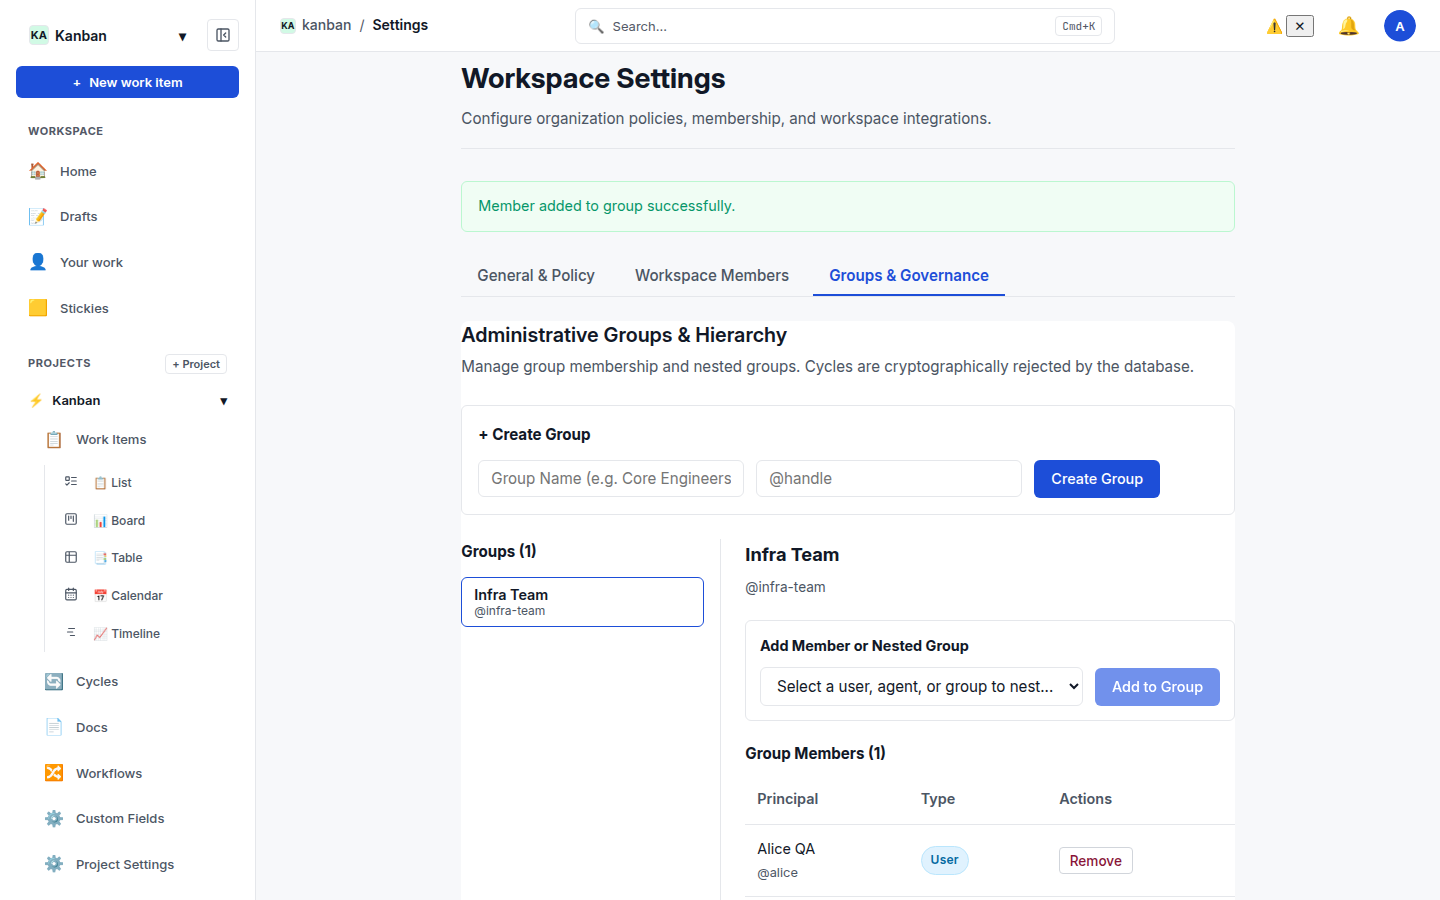 KA Kanban ▾
+ New work item
WORKSPACE
🏠 Home
📝 Drafts
👤 Your work
🟨 Stickies
PROJECTS
+ Project
⚡ Kanban ▾
📋 Work Items
📋 List
📊 Board
📑 Table
📅 Calendar
📈 Timeline
🔄 Cycles
📄 Docs
🔀 Workflows
⚙️ Custom Fields
⚙️ Project Settings
KA kanban / Settings
🔍 Search...
Cmd+K
⚠️ ✕
🔔
A
Workspace Settings
Configure organization policies, membership, and workspace integrations.
Member added to group successfully.
General & Policy
Workspace Members
Groups & Governance
Administrative Groups & Hierarchy
Manage group membership and nested groups. Cycles are cryptographically rejected by the database.
+ Create Group
Group Name (e.g. Core Engineers
@handle
Create Group
Groups (1)
Infra Team
@infra-team
Infra Team
@infra-team
Add Member or Nested Group
Select a user, agent, or group to nest...
Add to Group
Group Members (1)
Principal
Type
Actions
Alice QA
@alice
User
Remove